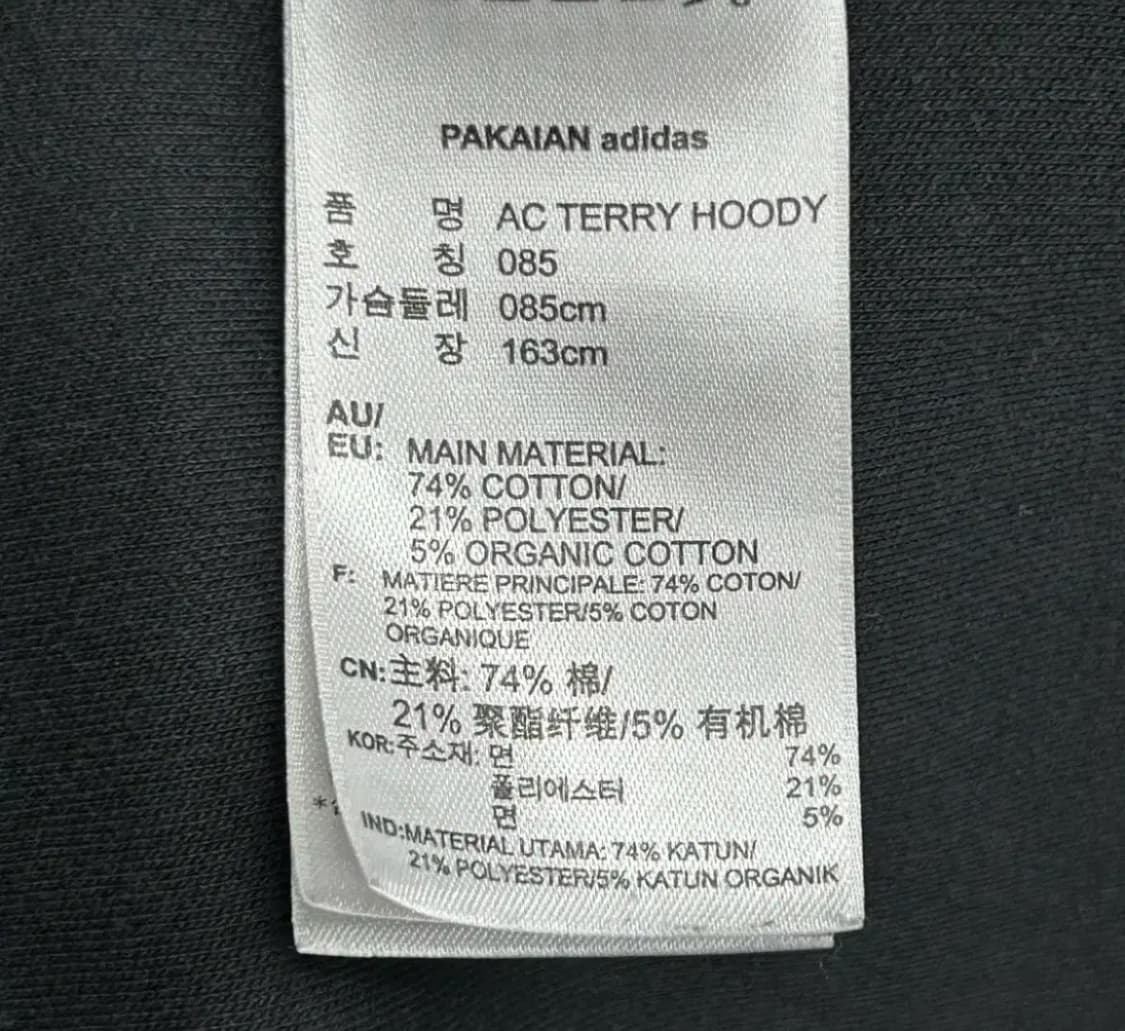 PAKAIAN adidas
품 명 AC TERRY HOODY
호 칭 085
가슴둘레 085cm
신 장 163cm
AU/
EU: MAIN MATERIAL:
74% COTTON/
21% POLYESTER/
5% ORGANIC COTTON
F: MATIERE PRINCIPALE: 74% COTON/
21% POLYESTER/5% COTON
ORGANIQUE
CN:主料: 74% 棉/
21% 聚酯纤维/5% 有机棉
KOR:주소재: 면 74%
폴리에스터 21%
면 5%
IND:MATERIAL UTAMA: 74% KATUN/
21% POLYESTER/5% KATUN ORGANIK